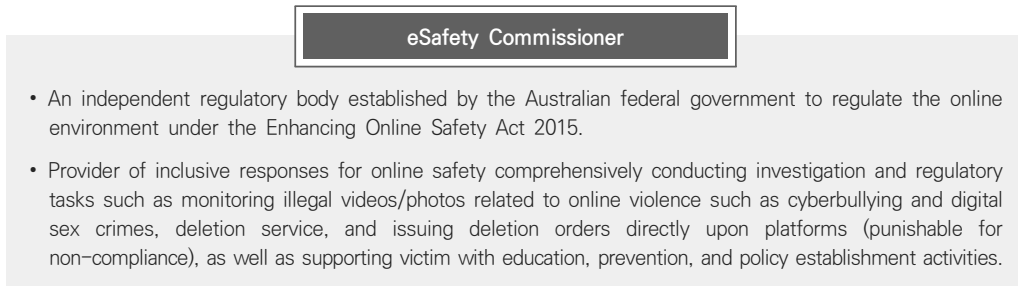 eSafety Commissioner
• An independent regulatory body established by the Australian federal government to regulate the online
environment under the Enhancing Online Safety Act 2015.
• Provider of inclusive responses for online safety comprehensively conducting investigation and regulatory
tasks such as monitoring illegal videos/photos related to online violence such as cyberbullying and digital
sex crimes, deletion service, and issuing deletion orders directly upon platforms (punishable for
non-compliance), as well as supporting victim with education, prevention, and policy establishment activities.